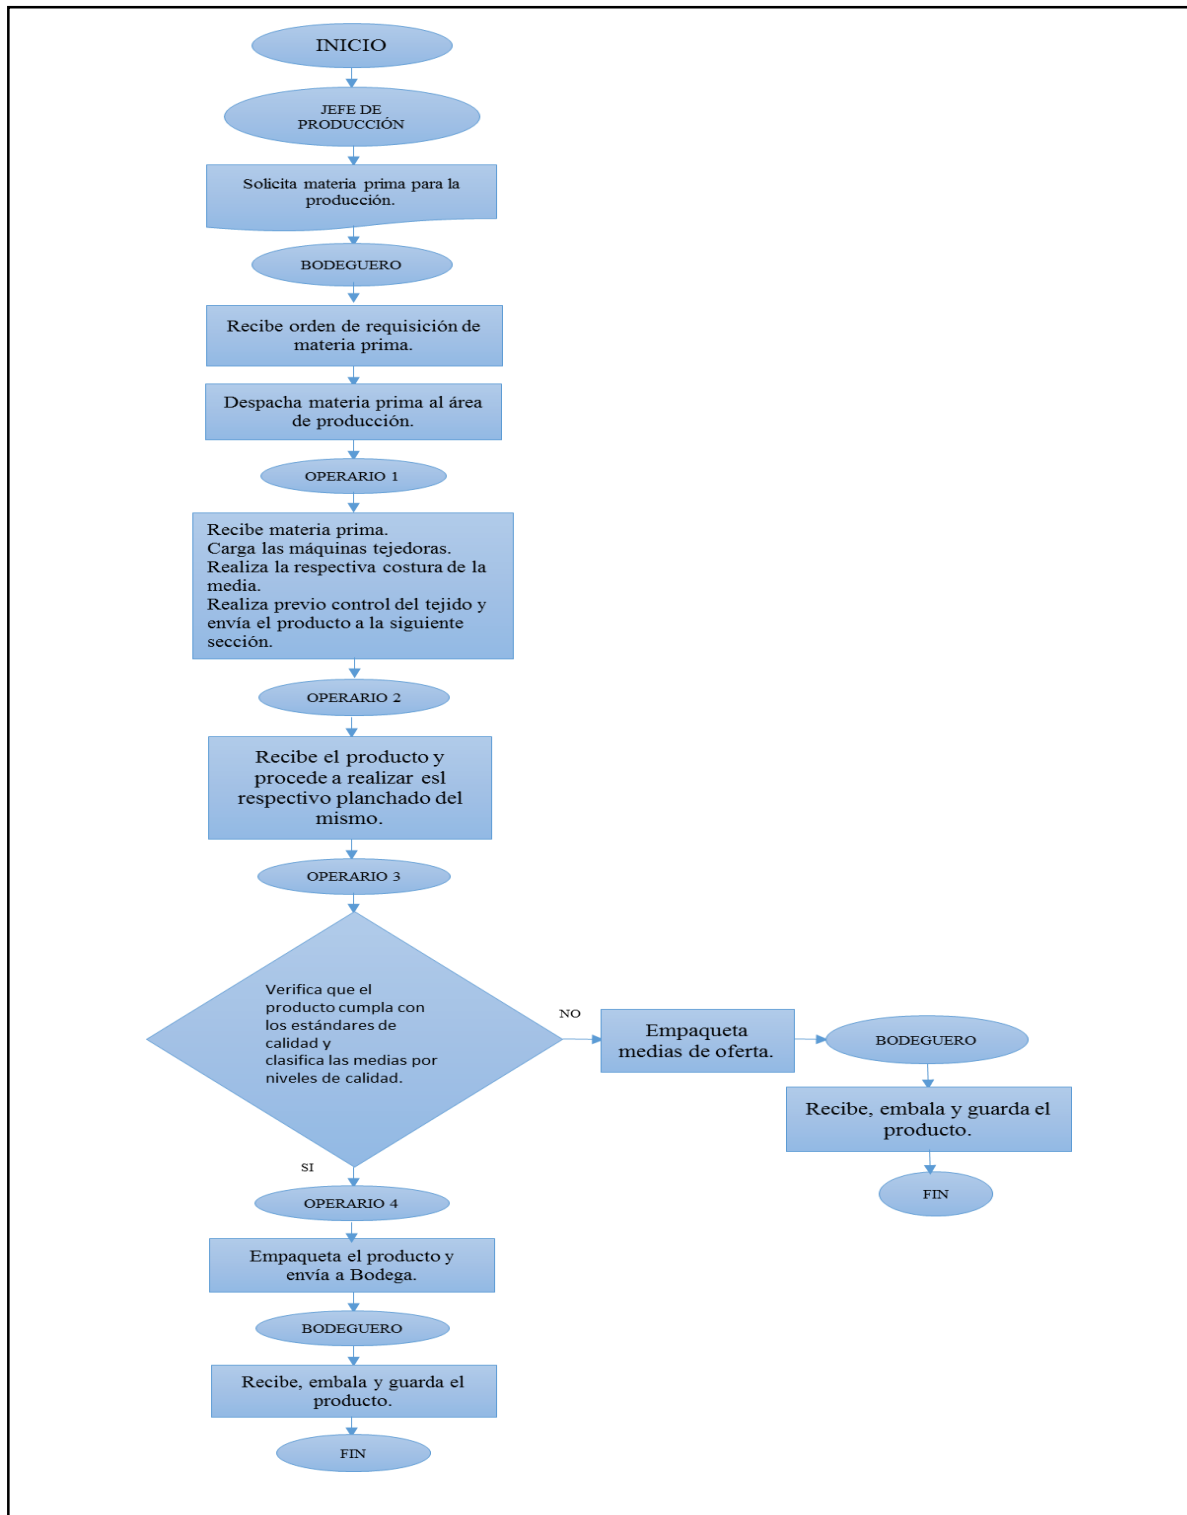 INICIO
JEFE DE
PRODUCCIÓN
Solicita materia prima para la
producción.
BODEGUERO
Recibe orden de requisición de
materia prima.
Despacha materia prima al área
de producción.
OPERARIO 1
Recibe materia prima.
Carga las máquinas tejedoras.
Realiza la respectiva costura de la
media.
Realiza previo control del tejido y
envía el producto a la siguiente
sección.
OPERARIO 2
Recibe el producto y
procede a realizar esl
respectivo planchado del
mismo.
OPERARIO 3
Verifica que el
producto cumpla con
los estándares de
calidad y
clasifica las medias por
niveles de calidad.
NO
Empaqueta
medias de oferta.
BODEGUERO
Recibe, embala y guarda el
producto.
FIN
SI
OPERARIO 4
Empaqueta el producto y
envía a Bodega.
BODEGUERO
Recibe, embala y guarda el
producto.
FIN